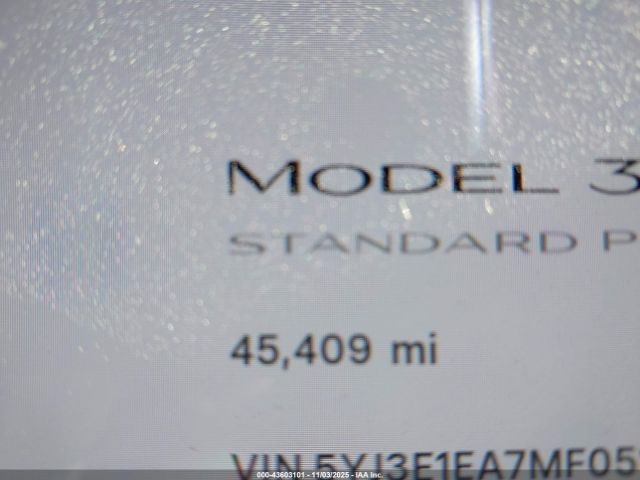 MODEL 3
STANDARD P
45,409 mi
VIN 5YJ3E1EA7MF05
000-43603101 - 11/03/2025 - IAA Inc.